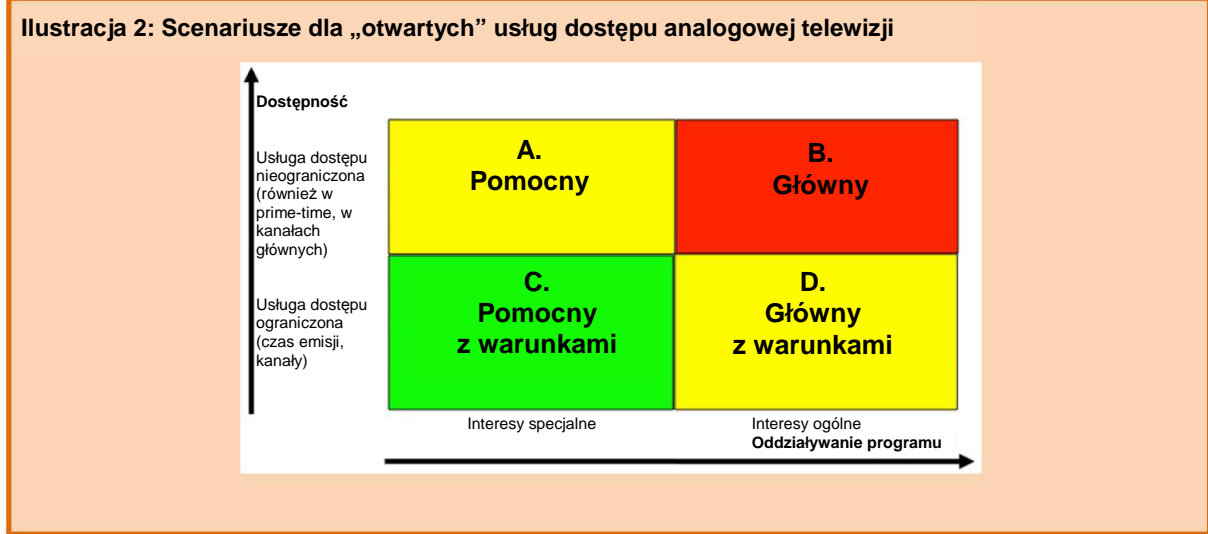 Ilustracja 2: Scenariusze dla „otwartych” usług dostępu analogowej telewizji
Dostępność
Usługa dostępu
nieograniczona
(również w
prime-time, w
kanałach
głównych)
A.
Pomocny
B.
Główny
Usługa dostępu
ograniczona
(czas emisji,
kanały)
C.
Pomocny
z warunkami
D.
Główny
z warunkami
Interesy specjalne
Interesy ogólne
Oddziaływanie programu